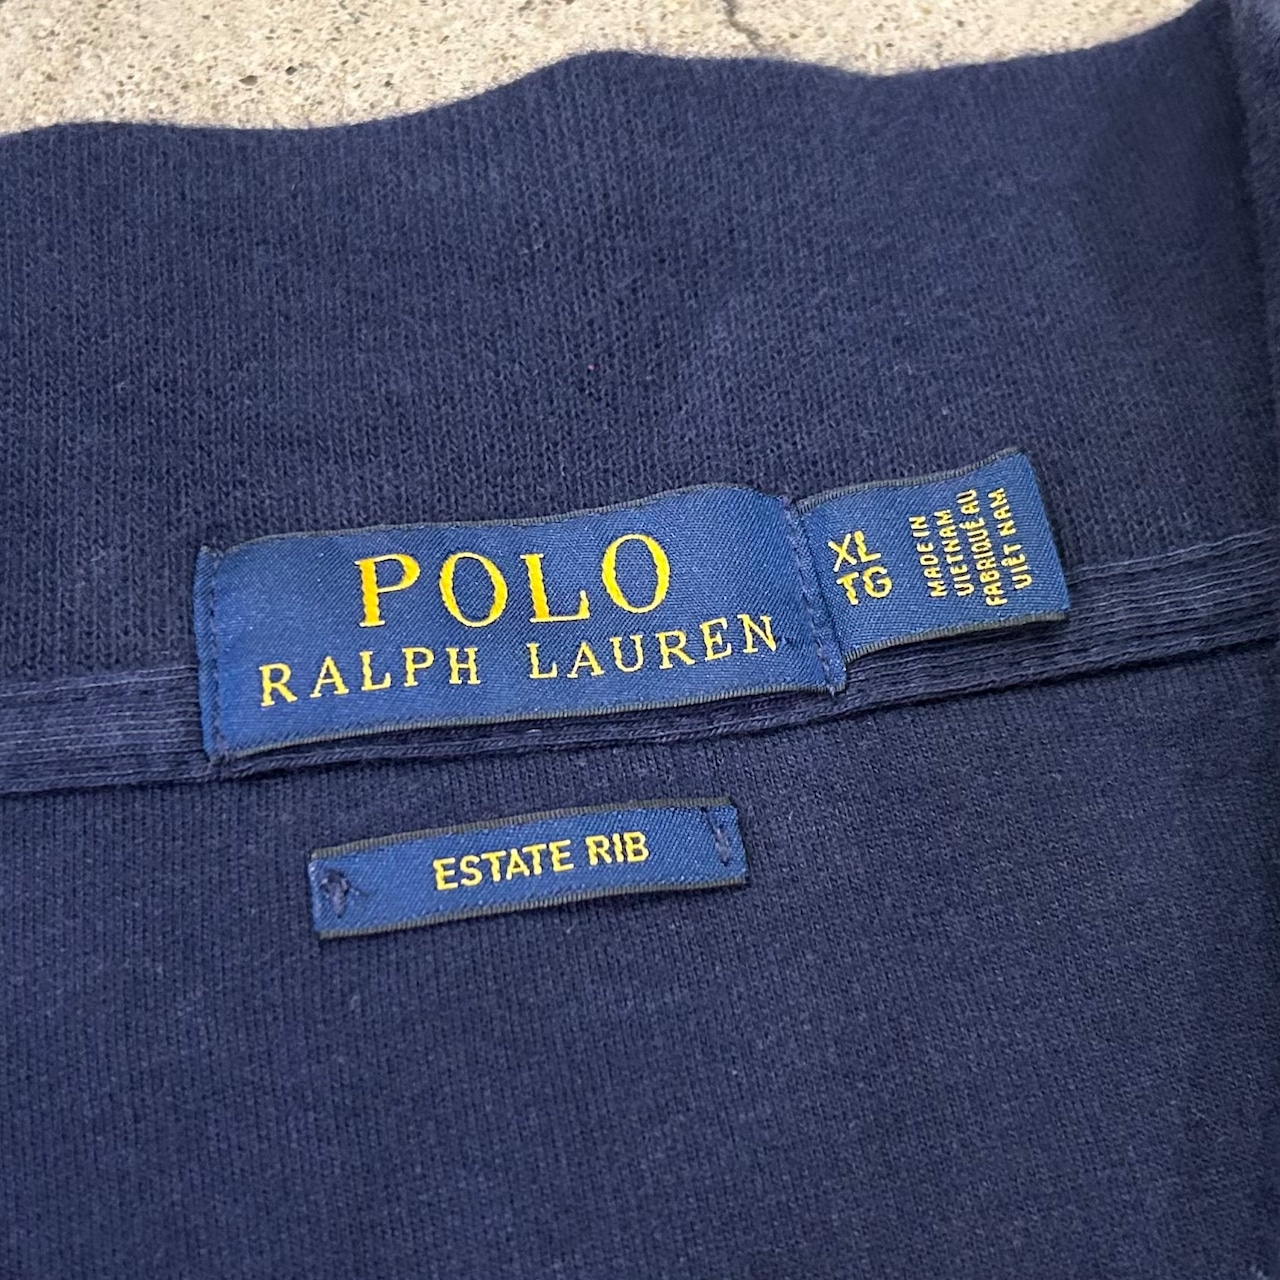 POLO
RALPH LAUREN
XL
TG
MADE IN
VIETNAM
FABRIQUÉ AU
VIÊT NAM
ESTATE RIB